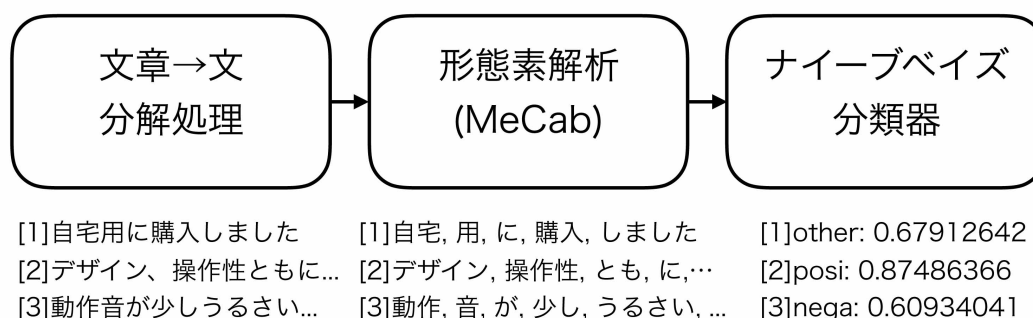 文章→文
分解処理
形態素解析
(MeCab)
ナイーブベイズ
分類器
[1]自宅用に購入しました
[2]デザイン、操作性ともに...
[3]動作音が少しうるさい...
[1]自宅, 用, に, 購入, しました
[2]デザイン, 操作性, とも, に,…
[3]動作, 音, が, 少し, うるさい, ...
[1]other: 0.67912642
[2]posi: 0.87486366
[3]nega: 0.60934041